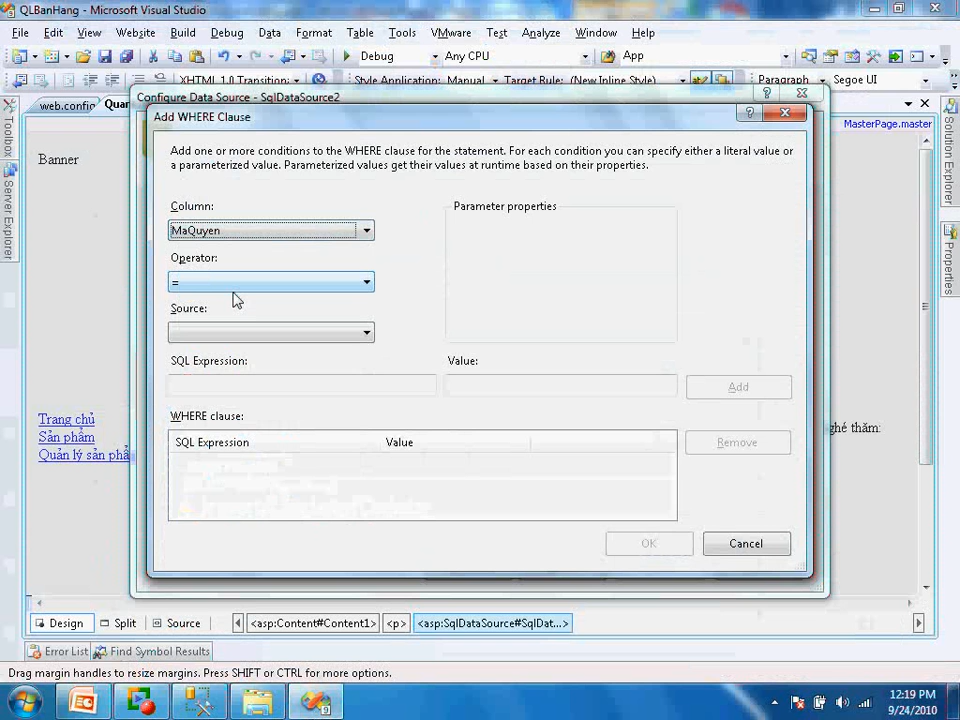 QLBanHang - Microsoft Visual Studio
File Edit View Website Build Debug Data Format Table Tools VMware Test Analyze Window Help
Debug Any CPU App
XHTML 1.0 Transition: Style Application: Manual Target Rule: (New Inline Style) Paragraph Segoe UI
web.config Quan
Configure Data Source - SqlDataSource2
Add WHERE Clause
MasterPage.master
Toolbox
Server Explorer
Solution Explorer
Properties
Banner
Add one or more conditions to the WHERE clause for the statement. For each condition you can specify either a literal value or
a parameterized value. Parameterized values get their values at runtime based on their properties.
Column:
Parameter properties
MaQuyen
Operator:
=
Source:
SQL Expression:
Value:
Add
WHERE clause:
SQL Expression Value
Remove
OK Cancel
Trang chủ
Sản phẩm
Quản lý sản phẩ
ghé thăm:
Design Split Source <asp:Content#Content1> <p> <asp:SqlDataSource#SqlDat...>
Error List Find Symbol Results
Drag margin handles to resize margins. Press SHIFT or CTRL for more options.
12:19 PM
9/24/2010